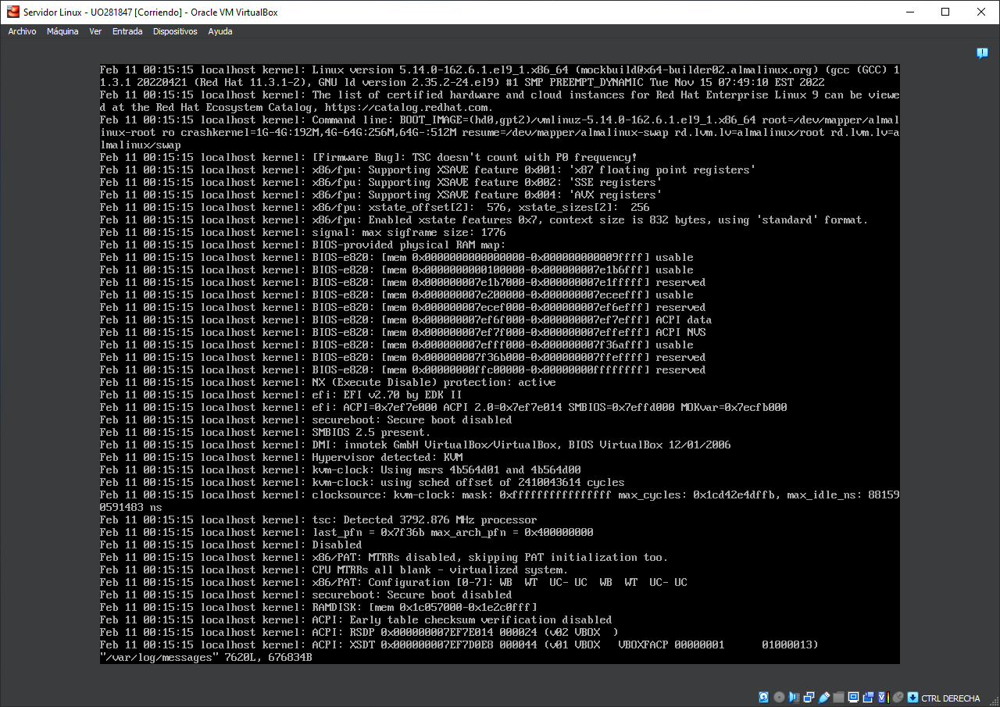 Servidor Linux - UO281847 [Corriendo] - Oracle VM VirtualBox
Archivo Máquina Ver Entrada Dispositivos Ayuda
Feb 11 00:15:15 localhost kernel: Linux version 5.14.0-162.6.1.el9_1.x86_64 (mockbuild@x64-builder02.almalinux.org) (gcc (GCC) 1
1.3.1 20220421 (Red Hat 11.3.1-2), GNU ld version 2.35.2-24.el9) #1 SMP PREEMPT_DYNAMIC Tue Nov 15 07:49:10 EST 2022
Feb 11 00:15:15 localhost kernel: The list of certified hardware and cloud instances for Red Hat Enterprise Linux 9 can be viewe
d at the Red Hat Ecosystem Catalog, https://catalog.redhat.com.
Feb 11 00:15:15 localhost kernel: Command line: BOOT_IMAGE=(hd0,gpt2)/vmlinuz-5.14.0-162.6.1.el9_1.x86_64 root=/dev/mapper/almal
inux-root ro crashkernel=1G-4G:192M,4G-64G:256M,64G-:512M resume=/dev/mapper/almalinux-swap rd.lvm.lv=almalinux/root rd.lvm.lv=a
lmalinux/swap
Feb 11 00:15:15 localhost kernel: [Firmware Bug]: TSC doesn't count with P0 frequency!
Feb 11 00:15:15 localhost kernel: x86/fpu: Supporting XSAVE feature 0x001: 'x87 floating point registers'
Feb 11 00:15:15 localhost kernel: x86/fpu: Supporting XSAVE feature 0x002: 'SSE registers'
Feb 11 00:15:15 localhost kernel: x86/fpu: Supporting XSAVE feature 0x004: 'AVX registers'
Feb 11 00:15:15 localhost kernel: x86/fpu: xstate_offset[2]:  576, xstate_sizes[2]:  256
Feb 11 00:15:15 localhost kernel: x86/fpu: Enabled xstate features 0x7, context size is 832 bytes, using 'standard' format.
Feb 11 00:15:15 localhost kernel: signal: max sigframe size: 1776
Feb 11 00:15:15 localhost kernel: BIOS-provided physical RAM map:
Feb 11 00:15:15 localhost kernel: BIOS-e820: [mem 0x0000000000000000-0x000000000009ffff] usable
Feb 11 00:15:15 localhost kernel: BIOS-e820: [mem 0x0000000000100000-0x000000007e1b6fff] usable
Feb 11 00:15:15 localhost kernel: BIOS-e820: [mem 0x000000007e1b7000-0x000000007e1fffff] reserved
Feb 11 00:15:15 localhost kernel: BIOS-e820: [mem 0x000000007e200000-0x000000007eceefff] usable
Feb 11 00:15:15 localhost kernel: BIOS-e820: [mem 0x000000007ecef000-0x000000007ef6efff] reserved
Feb 11 00:15:15 localhost kernel: BIOS-e820: [mem 0x000000007ef6f000-0x000000007ef7efff] ACPI data
Feb 11 00:15:15 localhost kernel: BIOS-e820: [mem 0x000000007ef7f000-0x000000007effefff] ACPI NVS
Feb 11 00:15:15 localhost kernel: BIOS-e820: [mem 0x000000007efff000-0x000000007f36afff] usable
Feb 11 00:15:15 localhost kernel: BIOS-e820: [mem 0x000000007f36b000-0x000000007ffeffff] reserved
Feb 11 00:15:15 localhost kernel: BIOS-e820: [mem 0x00000000ffc00000-0x00000000ffffffff] reserved
Feb 11 00:15:15 localhost kernel: NX (Execute Disable) protection: active
Feb 11 00:15:15 localhost kernel: efi: EFI v2.70 by EDK II
Feb 11 00:15:15 localhost kernel: efi: ACPI=0x7ef7e000 ACPI 2.0=0x7ef7e014 SMBIOS=0x7effd000 MOKvar=0x7ecfb000
Feb 11 00:15:15 localhost kernel: secureboot: Secure boot disabled
Feb 11 00:15:15 localhost kernel: SMBIOS 2.5 present.
Feb 11 00:15:15 localhost kernel: DMI: innotek GmbH VirtualBox/VirtualBox, BIOS VirtualBox 12/01/2006
Feb 11 00:15:15 localhost kernel: Hypervisor detected: KVM
Feb 11 00:15:15 localhost kernel: kvm-clock: Using msrs 4b564d01 and 4b564d00
Feb 11 00:15:15 localhost kernel: kvm-clock: using sched offset of 2410043614 cycles
Feb 11 00:15:15 localhost kernel: clocksource: kvm-clock: mask: 0xffffffffffffffff max_cycles: 0x1cd42e4dffb, max_idle_ns: 88159
0591483 ns
Feb 11 00:15:15 localhost kernel: tsc: Detected 3792.876 MHz processor
Feb 11 00:15:15 localhost kernel: last_pfn = 0x7f36b max_arch_pfn = 0x400000000
Feb 11 00:15:15 localhost kernel: Disabled
Feb 11 00:15:15 localhost kernel: x86/PAT: MTRRs disabled, skipping PAT initialization too.
Feb 11 00:15:15 localhost kernel: CPU MTRRs all blank - virtualized system.
Feb 11 00:15:15 localhost kernel: x86/PAT: Configuration [0-7]: WB  WT  UC- UC  WB  WT  UC- UC
Feb 11 00:15:15 localhost kernel: secureboot: Secure boot disabled
Feb 11 00:15:15 localhost kernel: RAMDISK: [mem 0x1c057000-0x1e2c0fff]
Feb 11 00:15:15 localhost kernel: ACPI: Early table checksum verification disabled
Feb 11 00:15:15 localhost kernel: ACPI: RSDP 0x000000007EF7E014 000024 (v02 VBOX  )
Feb 11 00:15:15 localhost kernel: ACPI: XSDT 0x000000007EF7D0E8 000044 (v01 VBOX   VBOXFACP 00000001      01000013)
"/var/log/messages" 7620L, 676834B
CTRL DERECHA